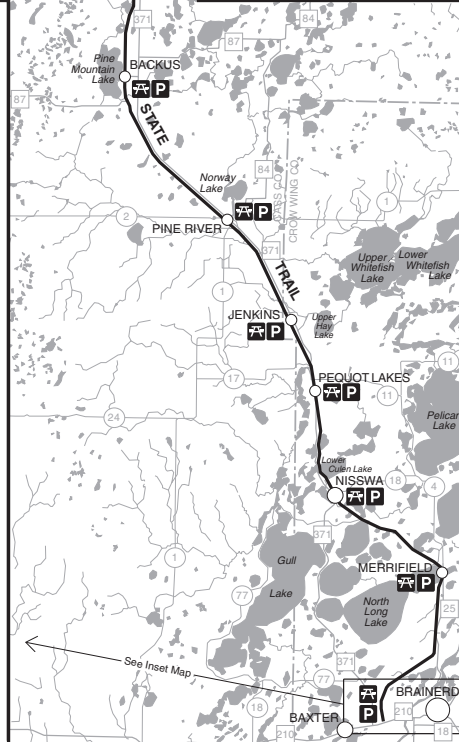 371
84
87
Pine
Mountain
Lake
BACKUS
P
87
STATE
84
Norway
Lake
CASS CO.
CROW WING CO.
1
2
P
PINE RIVER
371
Upper
Whitefish
Lake
Lower
Whitefish
Lake
TRAIL
1
JENKINS
P
Upper
Hay
Lake
11
17
PEQUOT LAKES
P
11
24
Pelican
Lake
Lower
Culen Lake
NISSWA
P
18
4
371
1
Gull
Lake
MERRIFIELD
P
77
North
Long
Lake
25
See Inset Map
371
77
P
BRAINERD
18
210
BAXTER
210
18